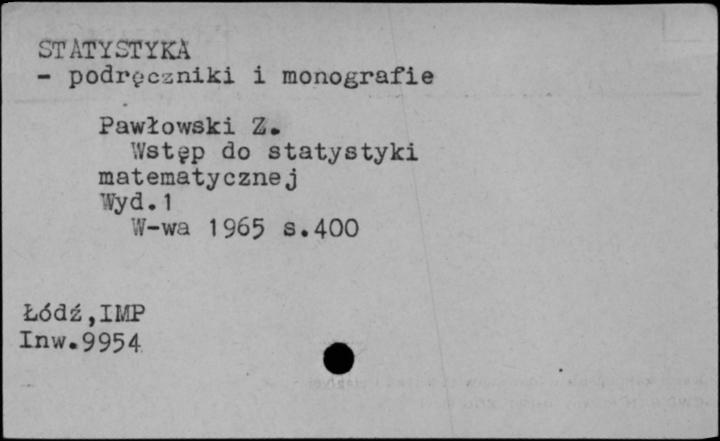 STATYSTYKA
- podręczniki i monografie
Pawłowski Z.
Wstęp do statystyki
matematycznej
Wyd.1
W-wa 1965 s.400
Łódź,IMP
Inw.9954